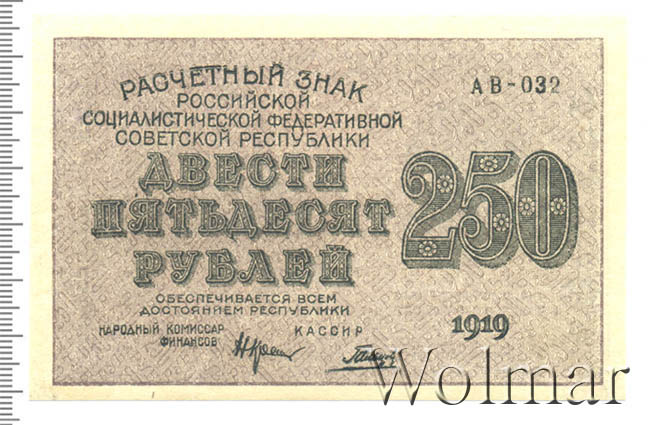 РАСЧЕТНЫЙ ЗНАК
РОССИЙСКОЙ
СОЦИАЛИСТИЧЕСКОЙ ФЕДЕРАТИВНОЙ
СОВЕТСКОЙ РЕСПУБЛИКИ
АВ-032
ДВЕСТИ
ПЯТЬДЕСЯТ
РУБЛЕЙ
250
ОБЕСПЕЧИВАЕТСЯ ВСЕМ
ДОСТОЯНИЕМ РЕСПУБЛИКИ
НАРОДНЫЙ КОМИССАР
ФИНАНСОВ
КАССИР
1919
Wolmar